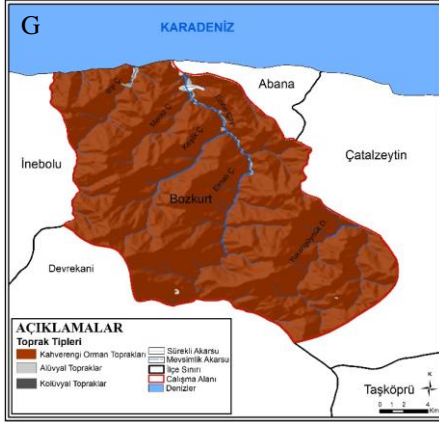 G
KARADENİZ
Abana
Çatalzeytin
İnebolu
Bozkurt
Devrekani
Taşköprü
AÇIKLAMALAR
Toprak Tipleri
Kahverengi Orman Toprakları
Alüvyal Topraklar
Kolüvyal Topraklar
Sürekli Akarsu
Mevsimlik Akarsu
İlçe Sınırı
Çalışma Alanı
Denizler
K
0 1 2 4
Km